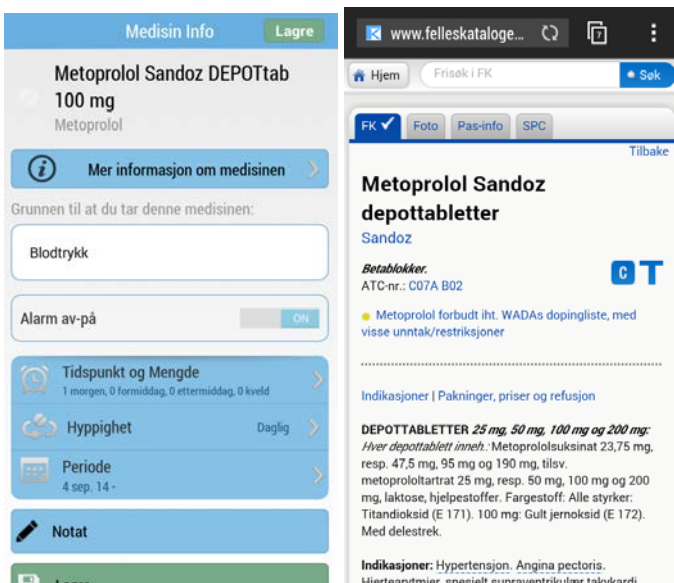 Medisin Info
Lagre
Metoprolol Sandoz DEPOTtab
100 mg
Metoprolol
Mer informasjon om medisinen
Grunnen til at du tar denne medisinen:
Blodtrykk
Alarm av-på
ON
Tidspunkt og Mengde
1 morgen, 0 formiddag, 0 ettermiddag, 0 kveld
Hyppighet
Daglig
Periode
4 sep. 14 -
Notat
Lagre
www.felleskataloge...
Hjem
Frisøk i FK
Søk
FK
Foto
Pas-info
SPC
Tilbake
Metoprolol Sandoz
depottabletter
Sandoz
Betablokker.
C T
ATC-nr.: C07A B02
Metoprolol forbudt iht. WADAs dopingliste, med
visse unntak/restriksjoner
Indikasjoner | Pakninger, priser og refusjon
DEPOTTABLETTER 25 mg, 50 mg, 100 mg og 200 mg:
Hver depottablett inneh.: Metoprololsuksinat 23,75 mg,
resp. 47,5 mg, 95 mg og 190 mg, tilsv.
metoprololtartrat 25 mg, resp. 50 mg, 100 mg og 200
mg, laktose, hjelpestoffer. Fargestoff: Alle styrker:
Titandioksid (E 171). 100 mg: Gult jernoksid (E 172).
Med delestrek.
Indikasjoner: Hypertensjon. Angina pectoris.
Hjertearytmier, spesielt supraventrikulær takykardi